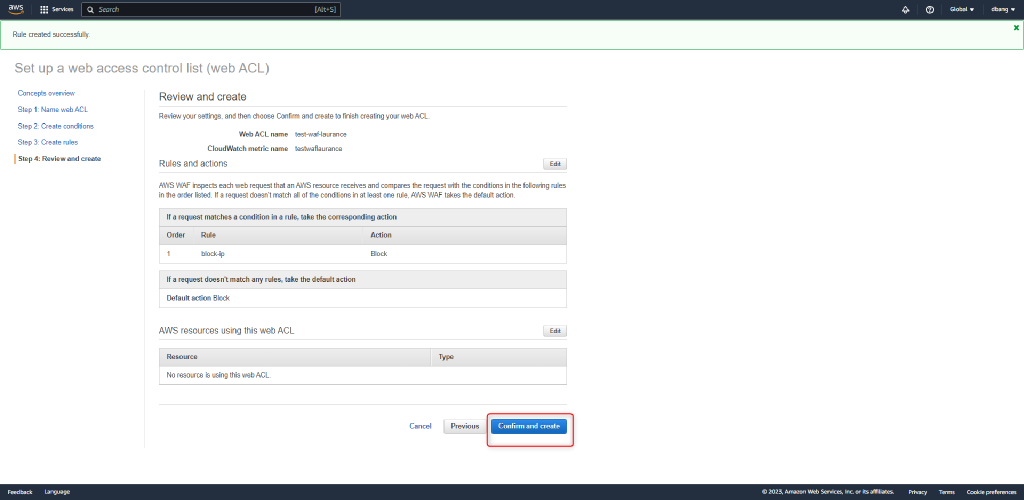 aws Services Search [Alt+S] Global ▼ dbang ▼
Rule created successfully.
Set up a web access control list (web ACL)
Concepts overview
Step 1: Name web ACL
Step 2: Create conditions
Step 3: Create rules
Step 4: Review and create
Review and create
Review your settings, and then choose Confirm and create to finish creating your web ACL.
Web ACL name test-waf-laurance
CloudWatch metric name testwaflaurance
Rules and actions Edit
AWS WAF inspects each web request that an AWS resource receives and compares the request with the conditions in the following rules
in the order listed. If a request doesn't match all of the conditions in at least one rule, AWS WAF takes the default action.
If a request matches a condition in a rule, take the corresponding action
Order Rule Action
1 block-ip Block
If a request doesn't match any rules, take the default action
Default action Block
AWS resources using this web ACL Edit
Resource Type
No resource is using this web ACL.
Cancel Previous Confirm and create
Feedback Language © 2023, Amazon Web Services, Inc. or its affiliates. Privacy Terms Cookie preferences